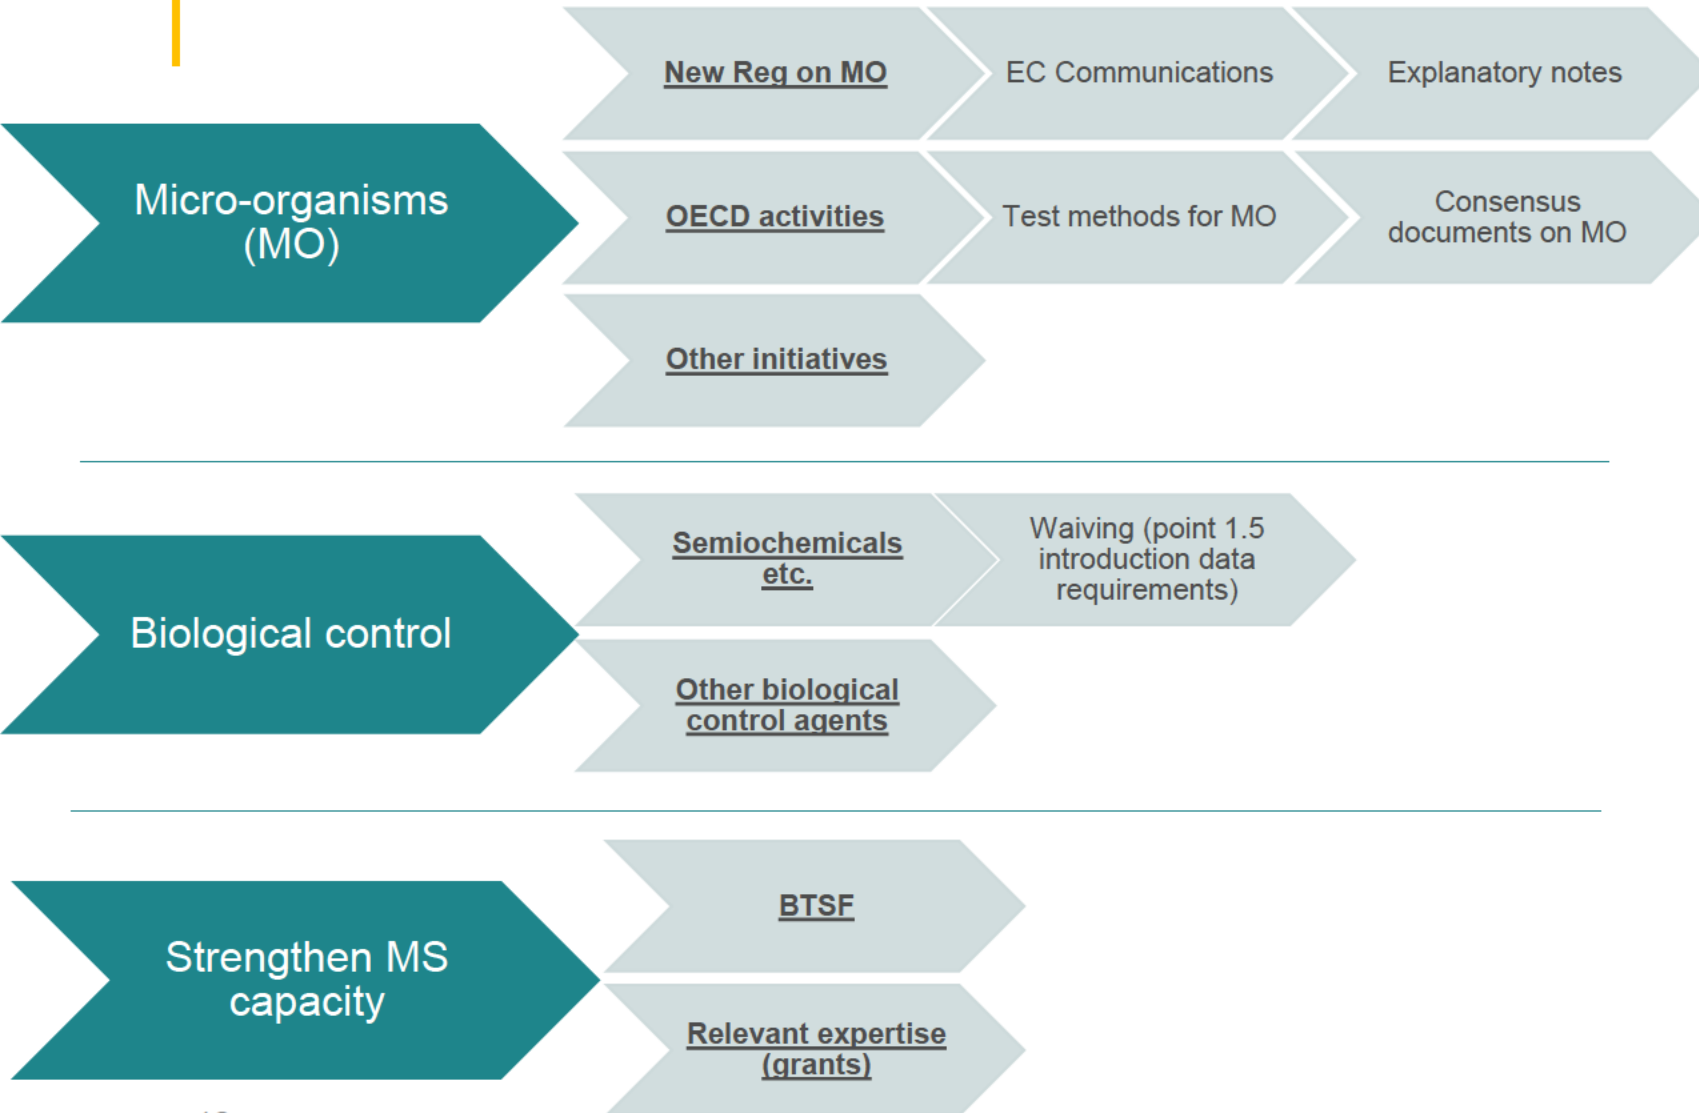 New Reg on MO
EC Communications
Explanatory notes
Micro-organisms
(MO)
OECD activities
Test methods for MO
Consensus
documents on MO
Other initiatives
Biological control
Semiochemicals
etc.
Waiving (point 1.5
introduction data
requirements)
Other biological
control agents
Strengthen MS
capacity
BTSF
Relevant expertise
(grants)